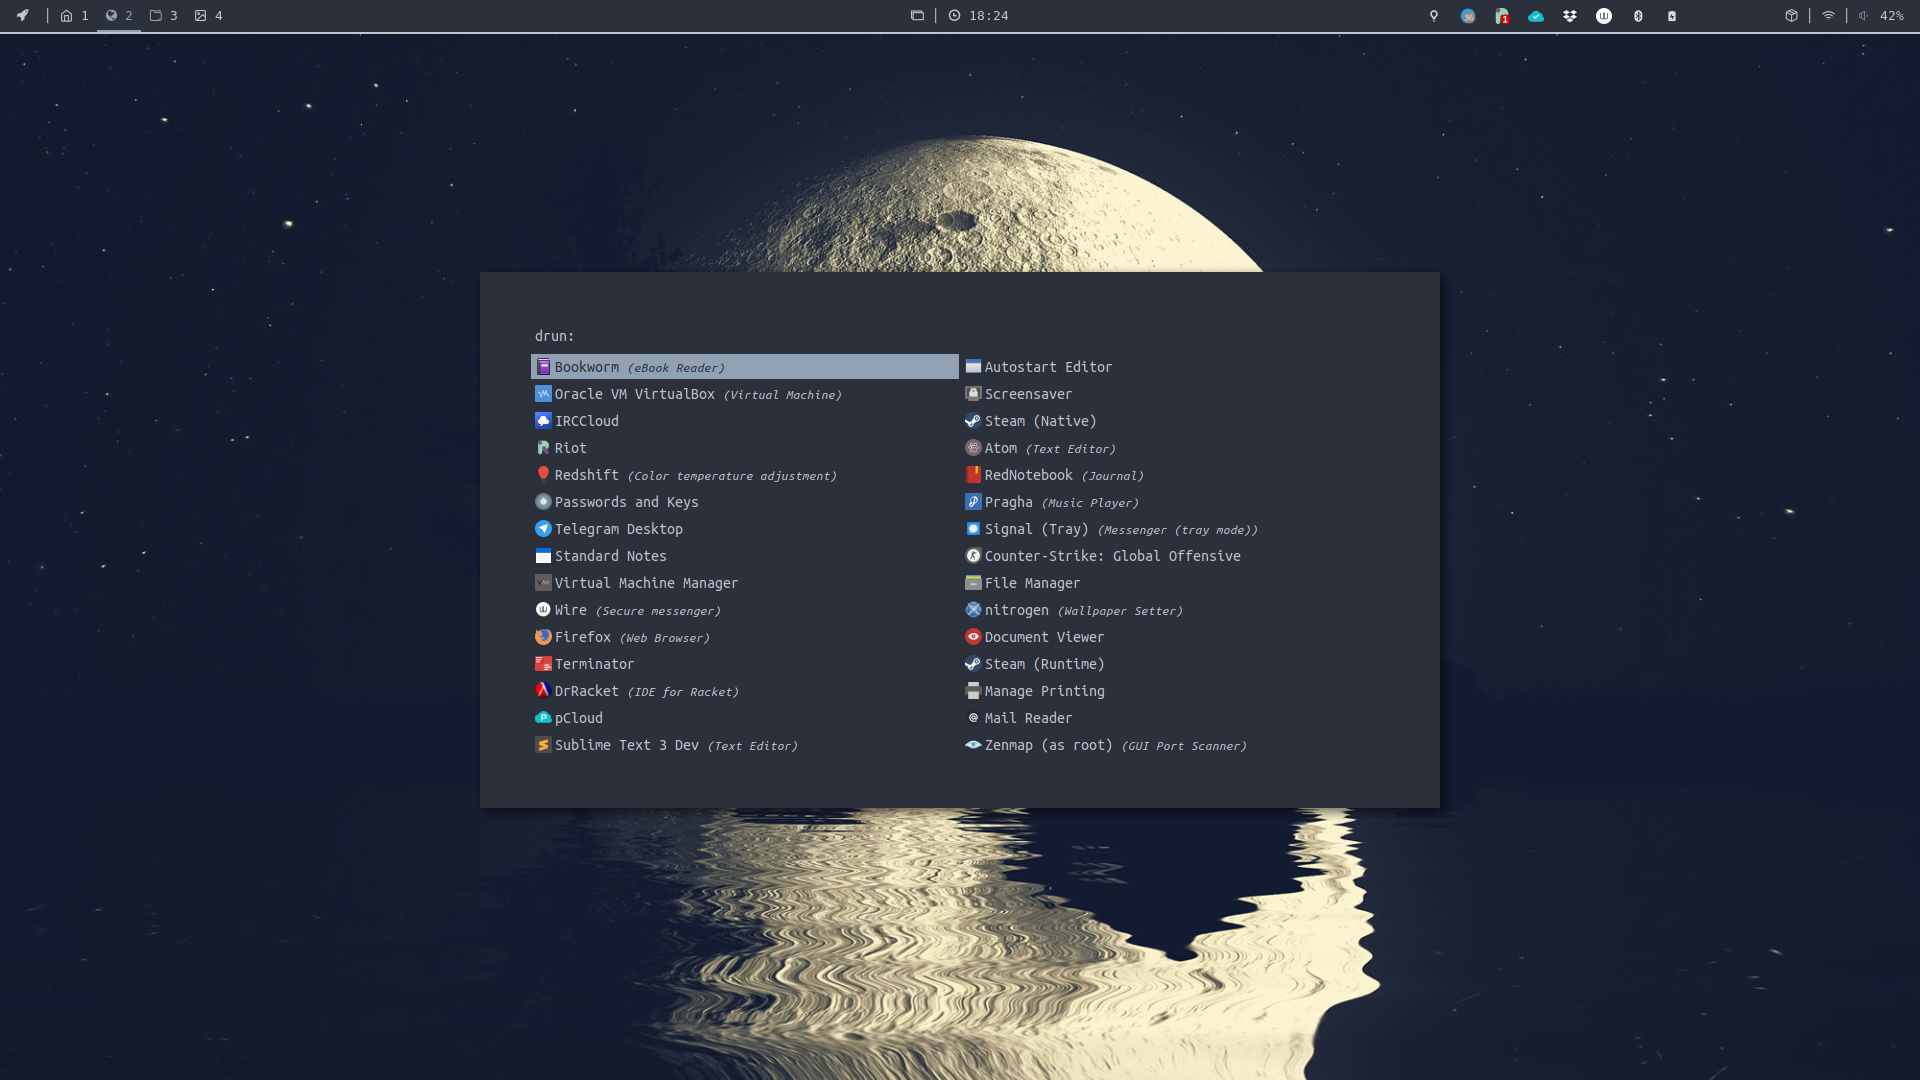 1 2 3 4 18:24 36 1 42%
drun:
Bookworm (eBook Reader)
Oracle VM VirtualBox (Virtual Machine)
IRCCloud
Riot
Redshift (Color temperature adjustment)
Passwords and Keys
Telegram Desktop
Standard Notes
Virtual Machine Manager
Wire (Secure messenger)
Firefox (Web Browser)
Terminator
DrRacket (IDE for Racket)
pCloud
Sublime Text 3 Dev (Text Editor)
Autostart Editor
Screensaver
Steam (Native)
Atom (Text Editor)
RedNotebook (Journal)
Pragha (Music Player)
Signal (Tray) (Messenger (tray mode))
Counter-Strike: Global Offensive
File Manager
nitrogen (Wallpaper Setter)
Document Viewer
Steam (Runtime)
Manage Printing
Mail Reader
Zenmap (as root) (GUI Port Scanner)